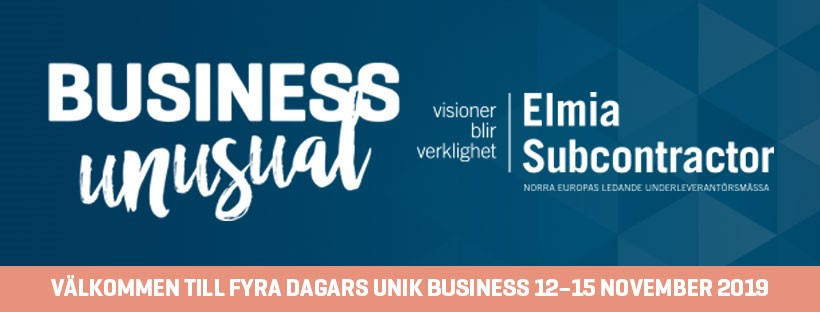 BUSINESS
unusual
visioner
blir
verklighet
Elmia
Subcontractor
NORRA EUROPAS LEDANDE UNDERLEVERANTÖRSMÄSSA
VÄLKOMMEN TILL FYRA DAGARS UNIK BUSINESS 12–15 NOVEMBER 2019